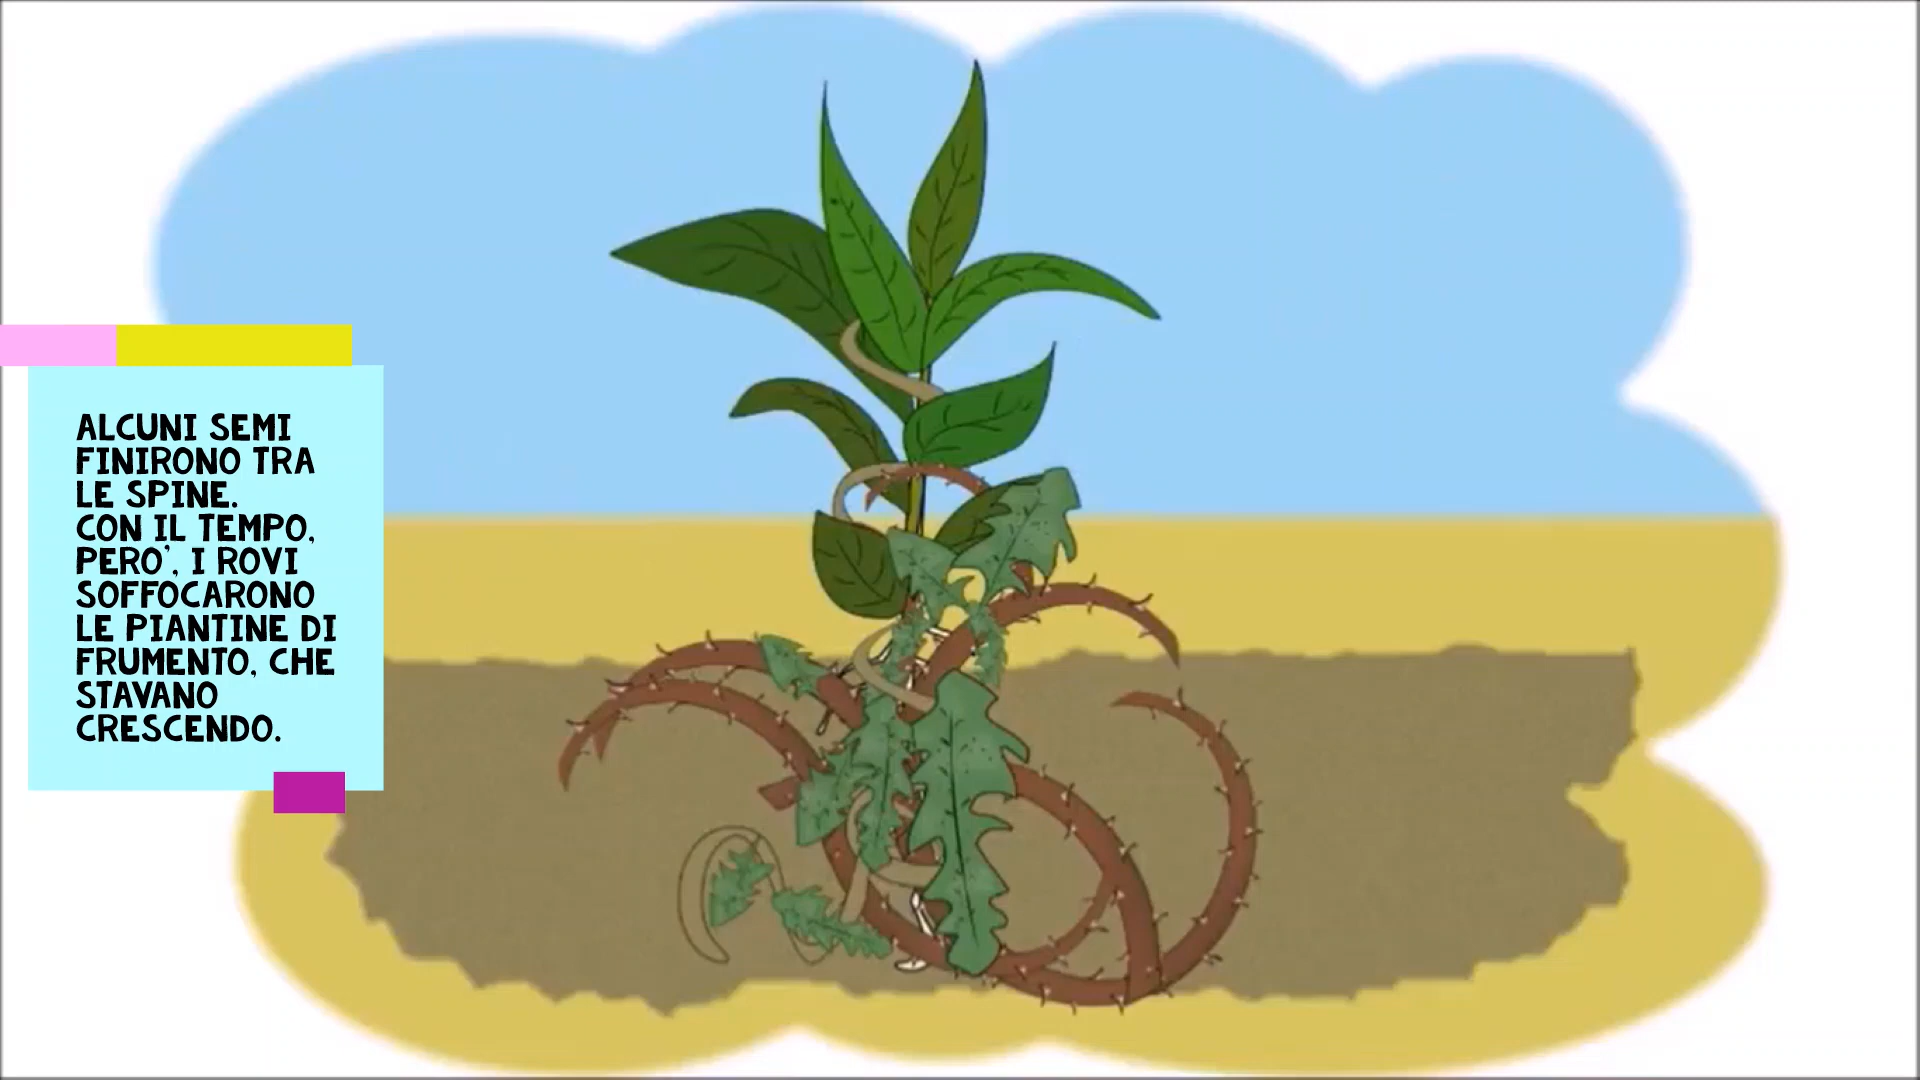 ALCUNI SEMI
FINIRONO TRA
LE SPINE.
CON IL TEMPO,
PERO', I ROVI
SOFFOCARONO
LE PIANTINE DI
FRUMENTO, CHE
STAVANO
CRESCENDO.